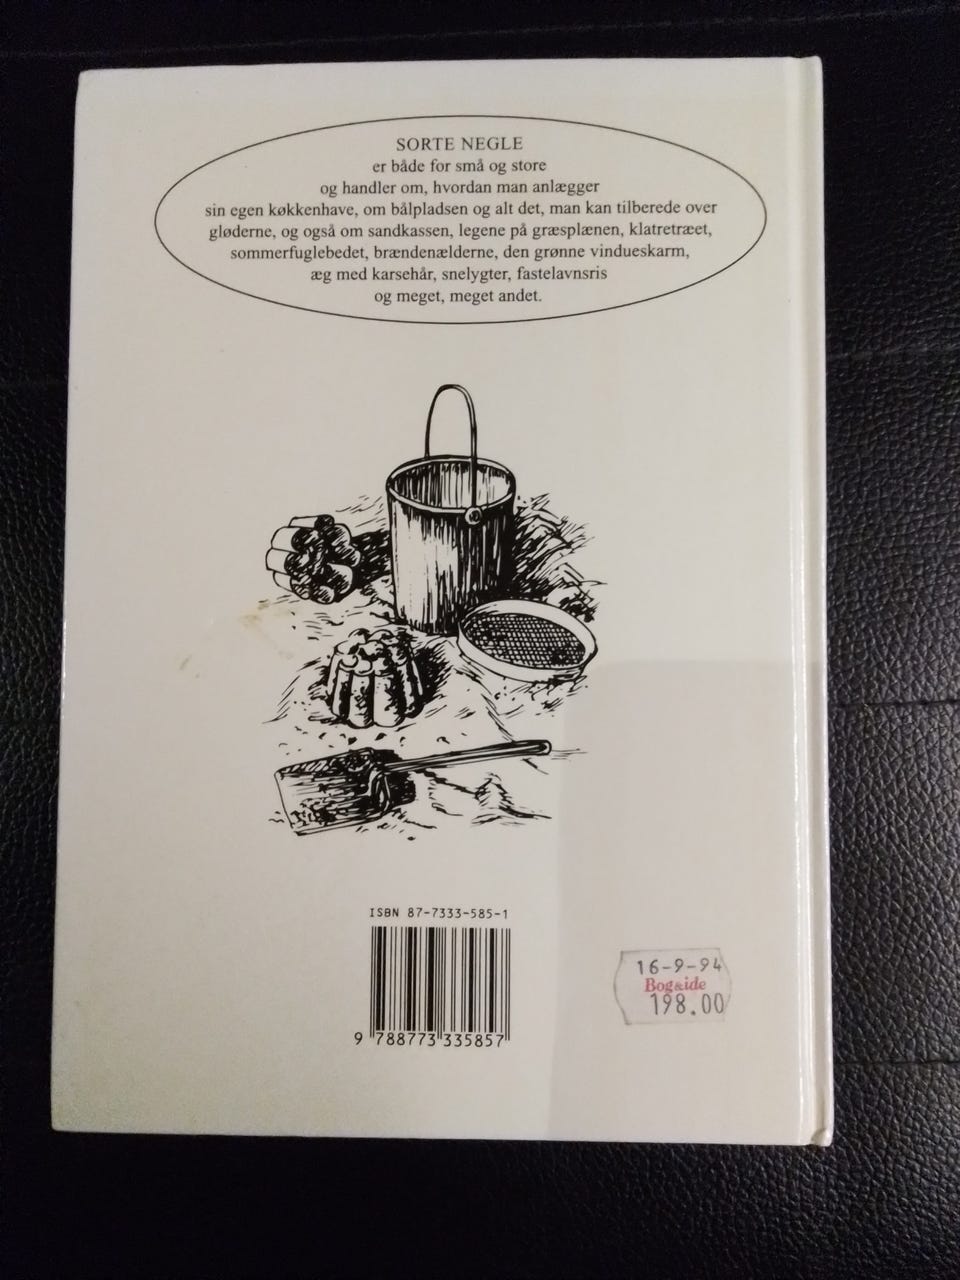 SORTE NEGLE
er både for små og store
og handler om, hvordan man anlægger
sin egen køkkenhave, om bålpladsen og alt det, man kan tilberede over
gløderne, og også om sandkassen, legene på græsplænen, klatretræet,
sommerfuglebedet, brændenælderne, den grønne vindueskarm,
æg med karsehår, snelygter, fastelavnsris
og meget, meget andet.
ISBN 87-7333-585-1
9 788773 335857
16-9-94
Bog&ide
198.00